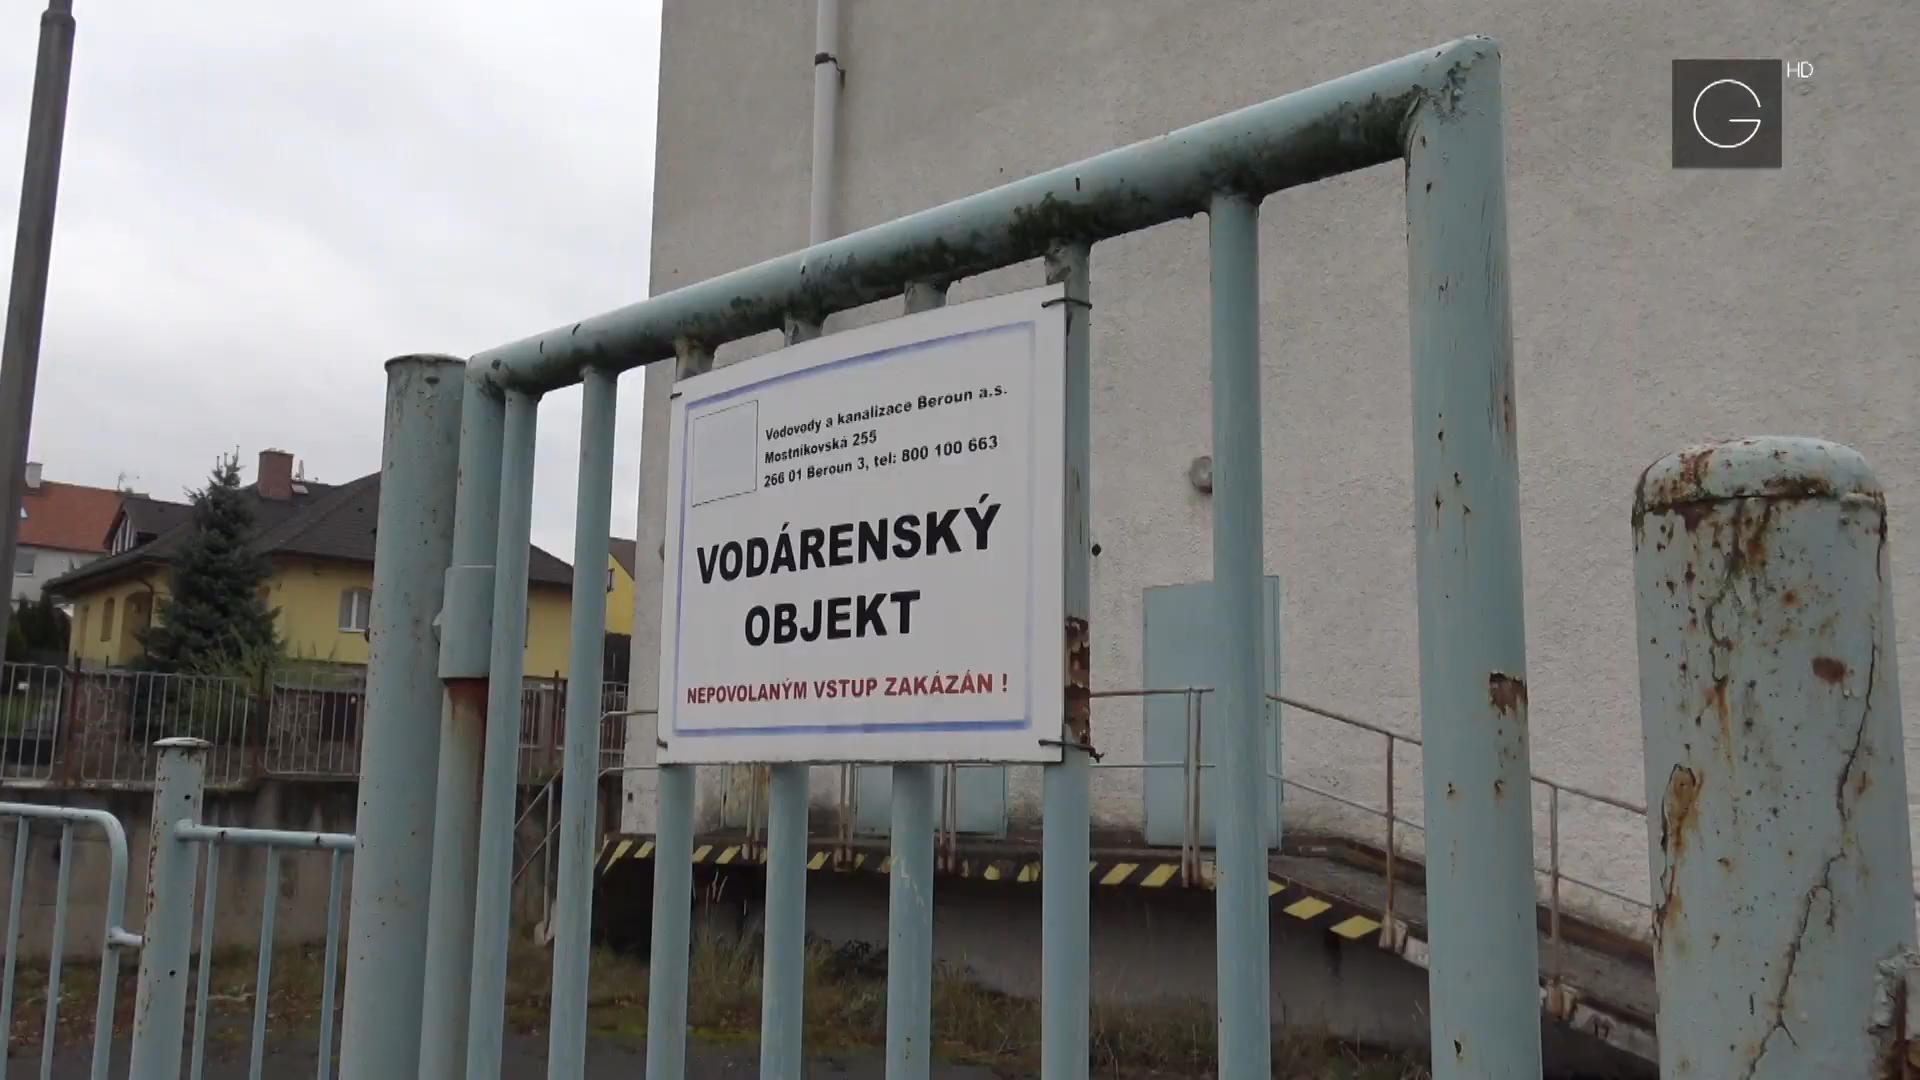 Vodovody a kanalizace Beroun a.s.
Mostníkovská 255
266 01 Beroun 3, tel: 800 100 663
VODÁRENSKÝ
OBJEKT
NEPOVOLANÝM VSTUP ZAKÁZÁN !
G HD